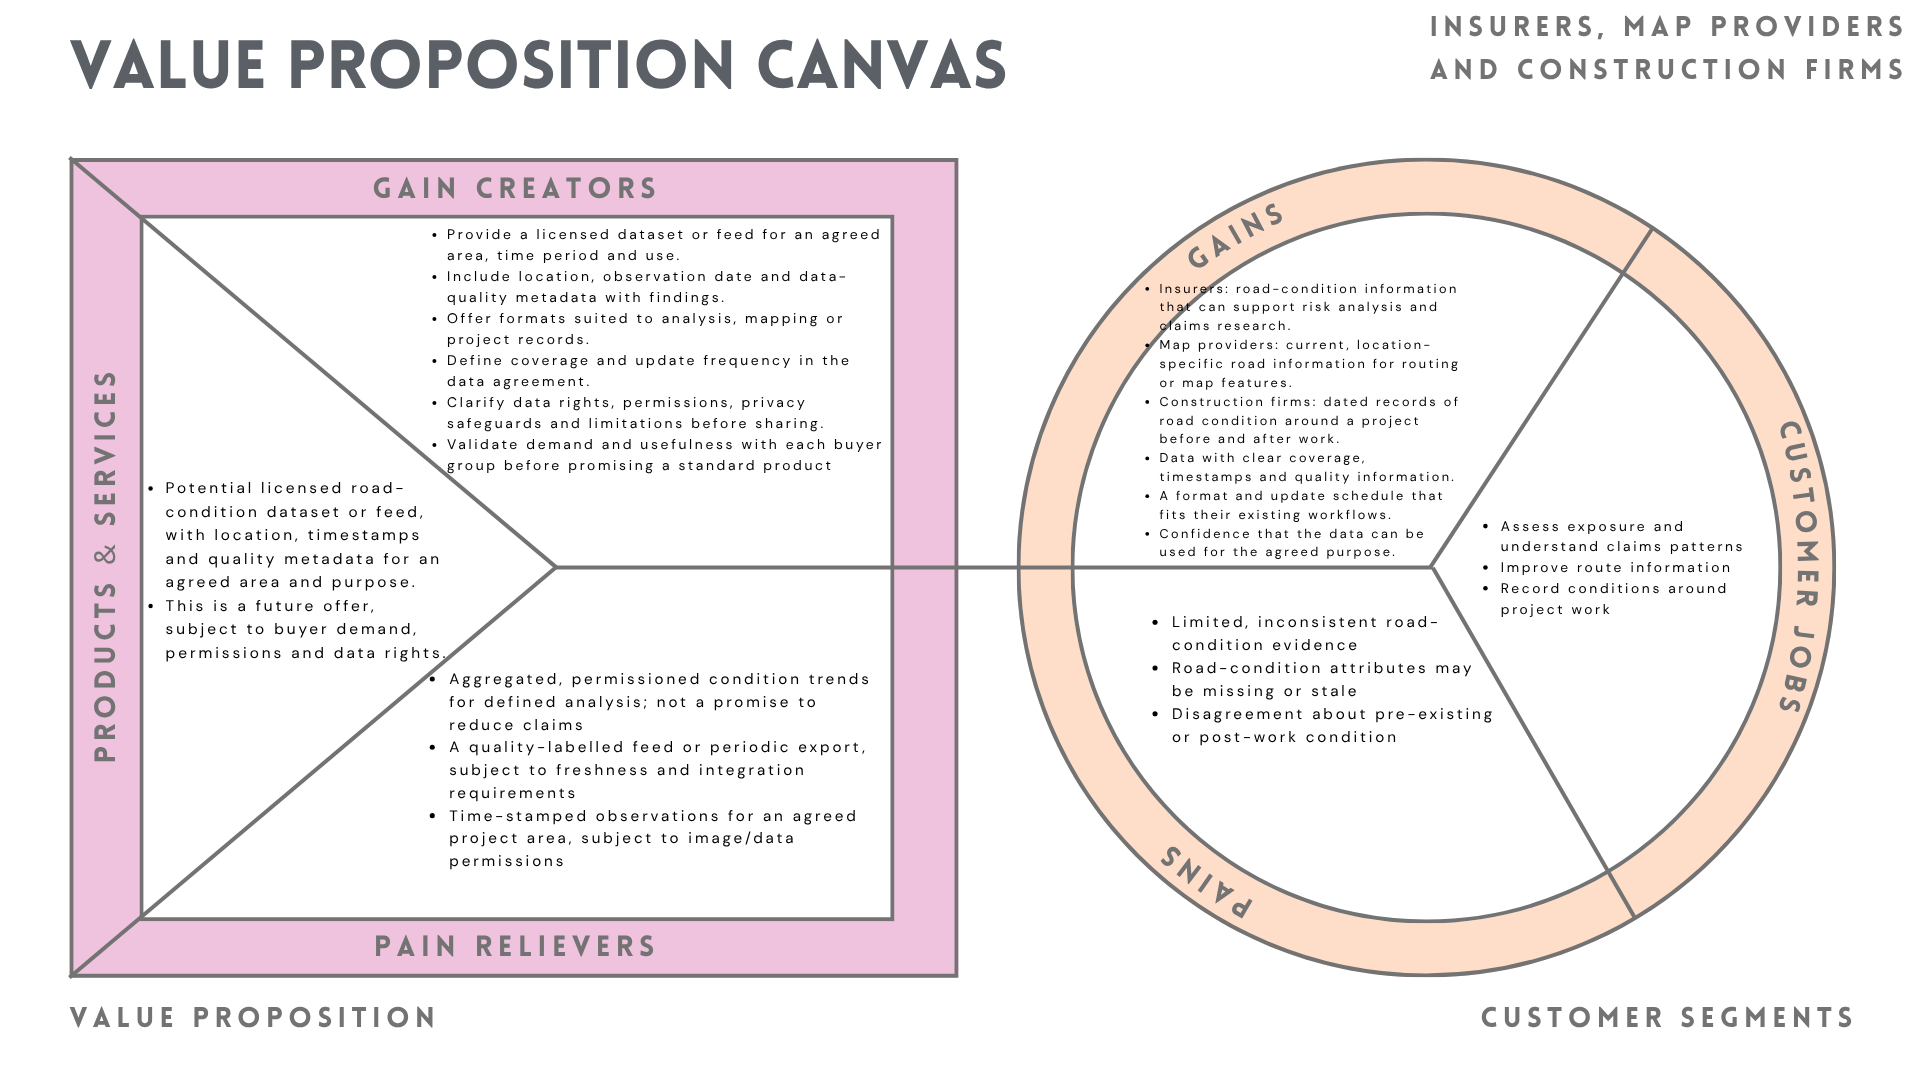 VALUE PROPOSITION CANVAS
INSURERS, MAP PROVIDERS
AND CONSTRUCTION FIRMS
GAIN CREATORS
• Provide a licensed dataset or feed for an agreed
area, time period and use.
• Include location, observation date and data-
quality metadata with findings.
• Offer formats suited to analysis, mapping or
project records.
• Define coverage and update frequency in the
data agreement.
• Clarify data rights, permissions, privacy
safeguards and limitations before sharing.
• Validate demand and usefulness with each buyer
group before promising a standard product
PRODUCTS & SERVICES
• Potential licensed road-
condition dataset or feed,
with location, timestamps
and quality metadata for an
agreed area and purpose.
• This is a future offer,
subject to buyer demand,
permissions and data rights.
• Aggregated, permissioned condition trends
for defined analysis; not a promise to
reduce claims
• A quality-labelled feed or periodic export,
subject to freshness and integration
requirements
• Time-stamped observations for an agreed
project area, subject to image/data
permissions
PAIN RELIEVERS
VALUE PROPOSITION
GAINS
• Insurers: road-condition information
that can support risk analysis and
claims research.
• Map providers: current, location-
specific road information for routing
or map features.
• Construction firms: dated records of
road condition around a project
before and after work.
• Data with clear coverage,
timestamps and quality information.
• A format and update schedule that
fits their existing workflows.
• Confidence that the data can be
used for the agreed purpose.
CUSTOMER JOBS
• Assess exposure and
understand claims patterns
• Improve route information
• Record conditions around
project work
• Limited, inconsistent road-
condition evidence
• Road-condition attributes may
be missing or stale
• Disagreement about pre-existing
or post-work condition
PAINS
CUSTOMER SEGMENTS